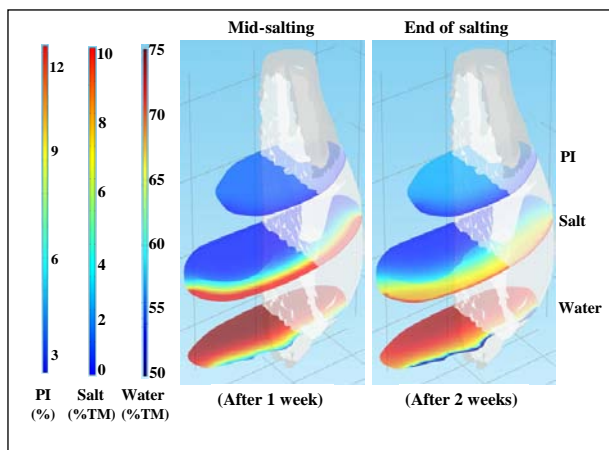 Mid-salting End of salting
12 10 75
9 8 70
6 6 65
3 4 60
2 55
0 50
PI Salt Water
(%) (%TM) (%TM)
PI
Salt
Water
(After 1 week) (After 2 weeks)